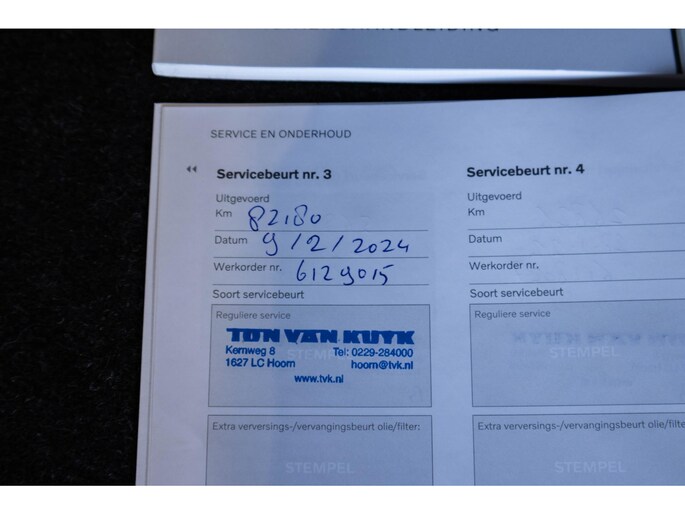 SERVICE EN ONDERHOUD
Servicebeurt nr. 3
Uitgevoerd
Km 82180
Datum 9/2/2024
Werkorder nr. 6129015
Soort servicebeurt
Reguliere service
TON VAN KUYK
Kernweg 8 Tel: 0229-284000
1627 LC Hoorn hoorn@tvk.nl
STEMPEL
www.tvk.nl
Extra verversings-/vervangingsbeurt olie/filter:
STEMPEL
Servicebeurt nr. 4
Uitgevoerd
Km
Datum
Werkorder nr.
Soort servicebeurt
Reguliere service
STEMPEL
Extra verversings-/vervangingsbeurt olie/filte
STEMPEL